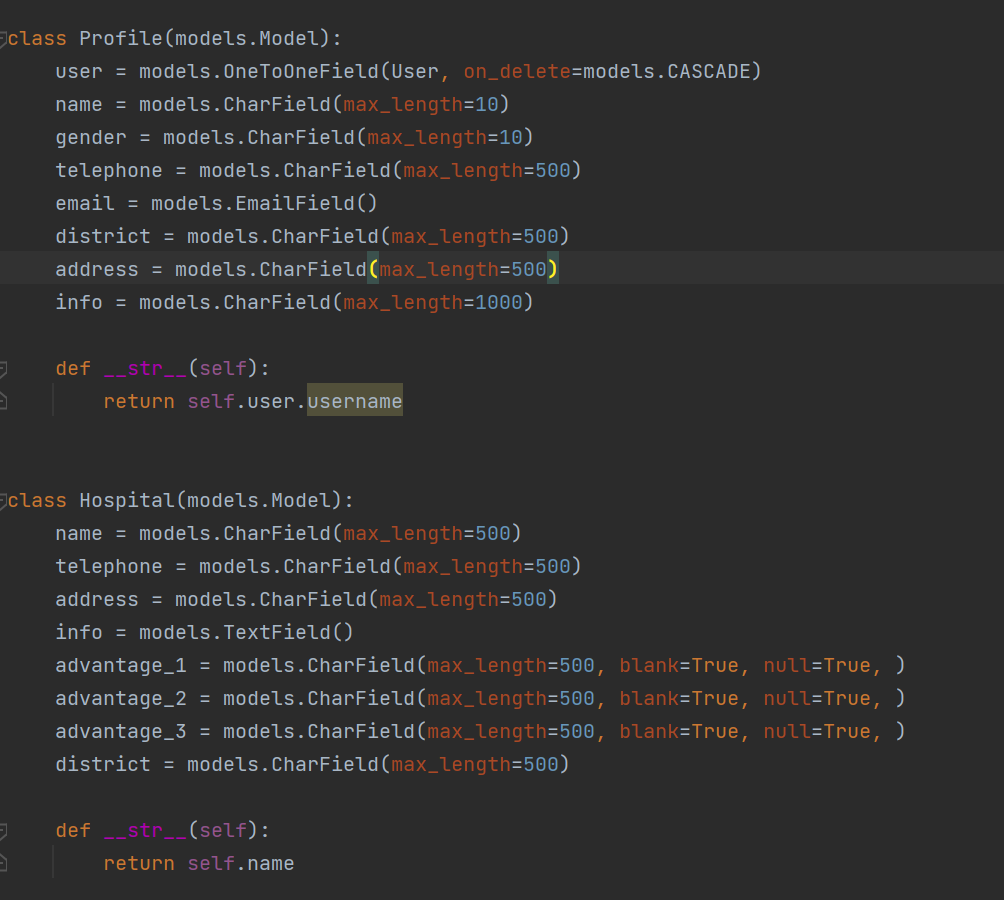 class Profile(models.Model):
    user = models.OneToOneField(User, on_delete=models.CASCADE)
    name = models.CharField(max_length=10)
    gender = models.CharField(max_length=10)
    telephone = models.CharField(max_length=500)
    email = models.EmailField()
    district = models.CharField(max_length=500)
    address = models.CharField(max_length=500)
    info = models.CharField(max_length=1000)
    def __str__(self):
        return self.user.username
class Hospital(models.Model):
    name = models.CharField(max_length=500)
    telephone = models.CharField(max_length=500)
    address = models.CharField(max_length=500)
    info = models.TextField()
    advantage_1 = models.CharField(max_length=500, blank=True, null=True, )
    advantage_2 = models.CharField(max_length=500, blank=True, null=True, )
    advantage_3 = models.CharField(max_length=500, blank=True, null=True, )
    district = models.CharField(max_length=500)
    def __str__(self):
        return self.name